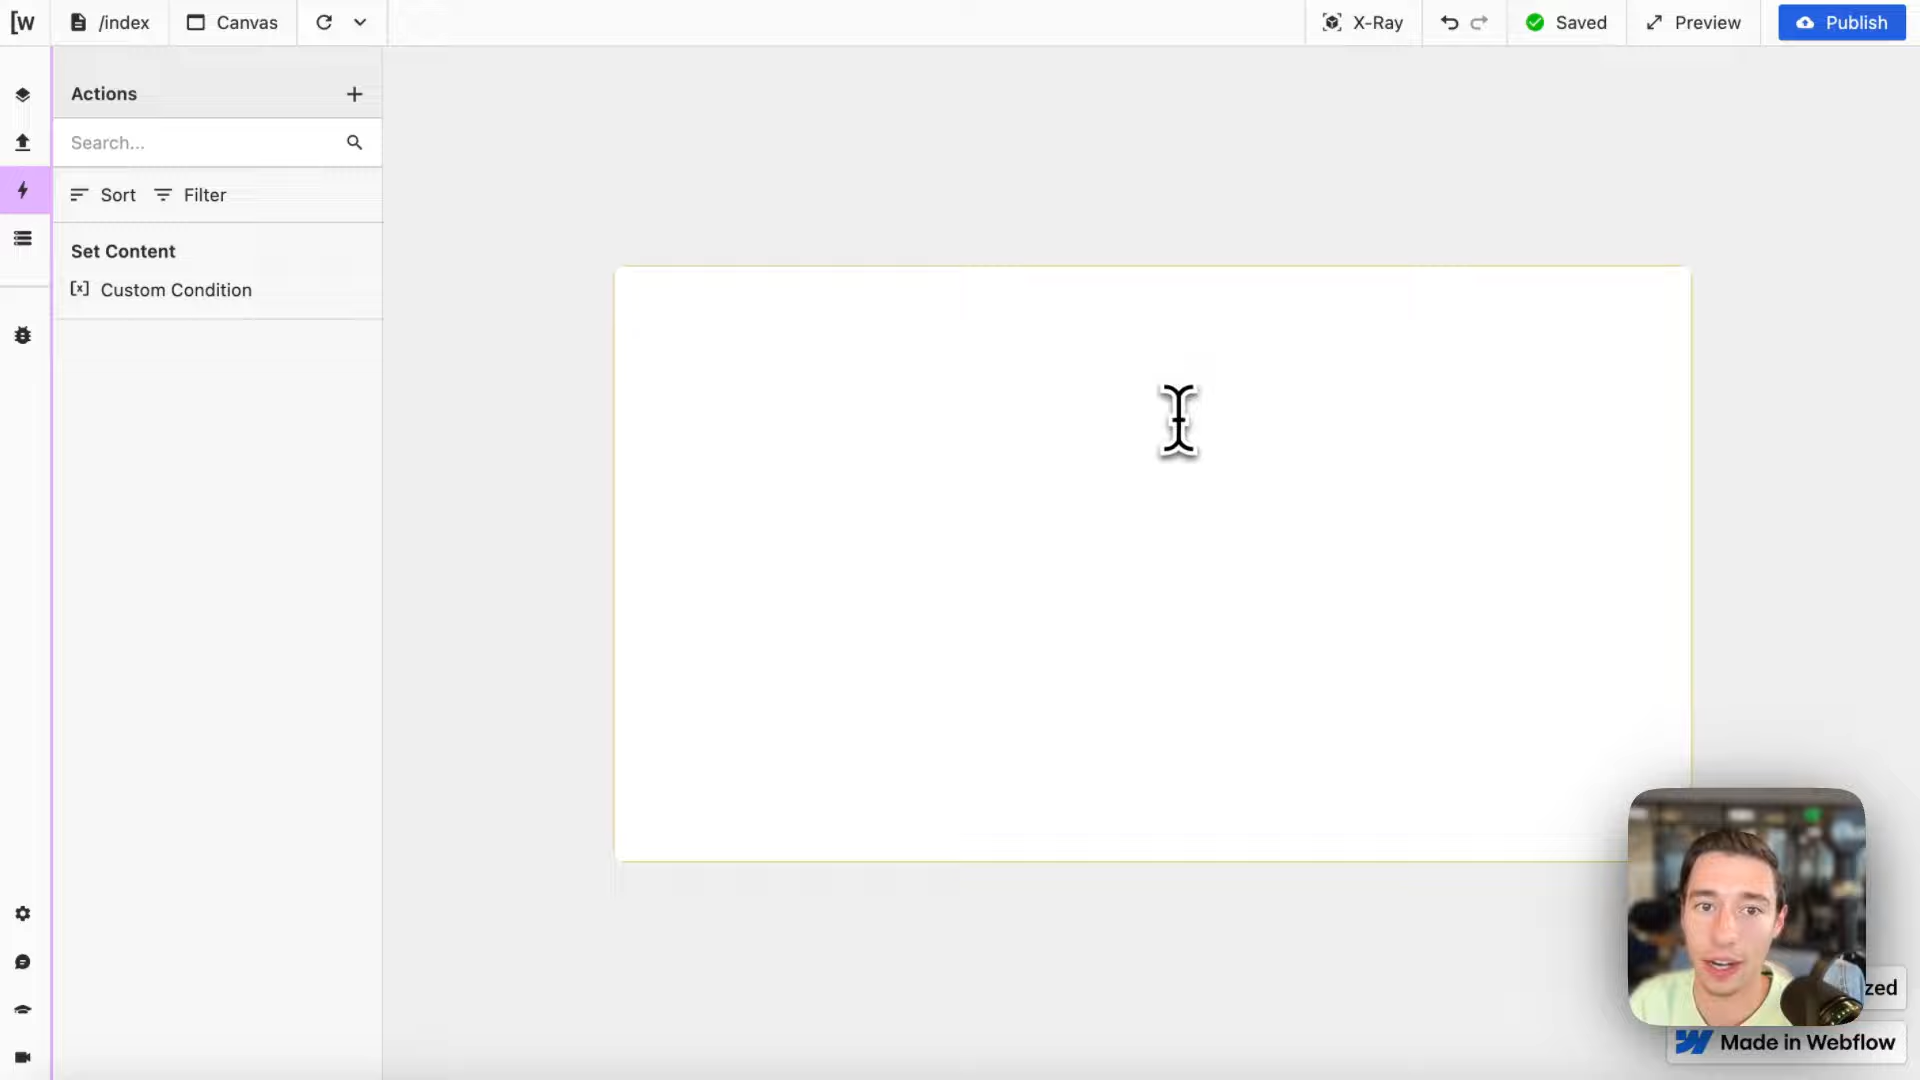 [w /index Canvas X-Ray Saved Preview Publish
Actions
Search...
Sort Filter
Set Content
Custom Condition
zed
Made in Webflow